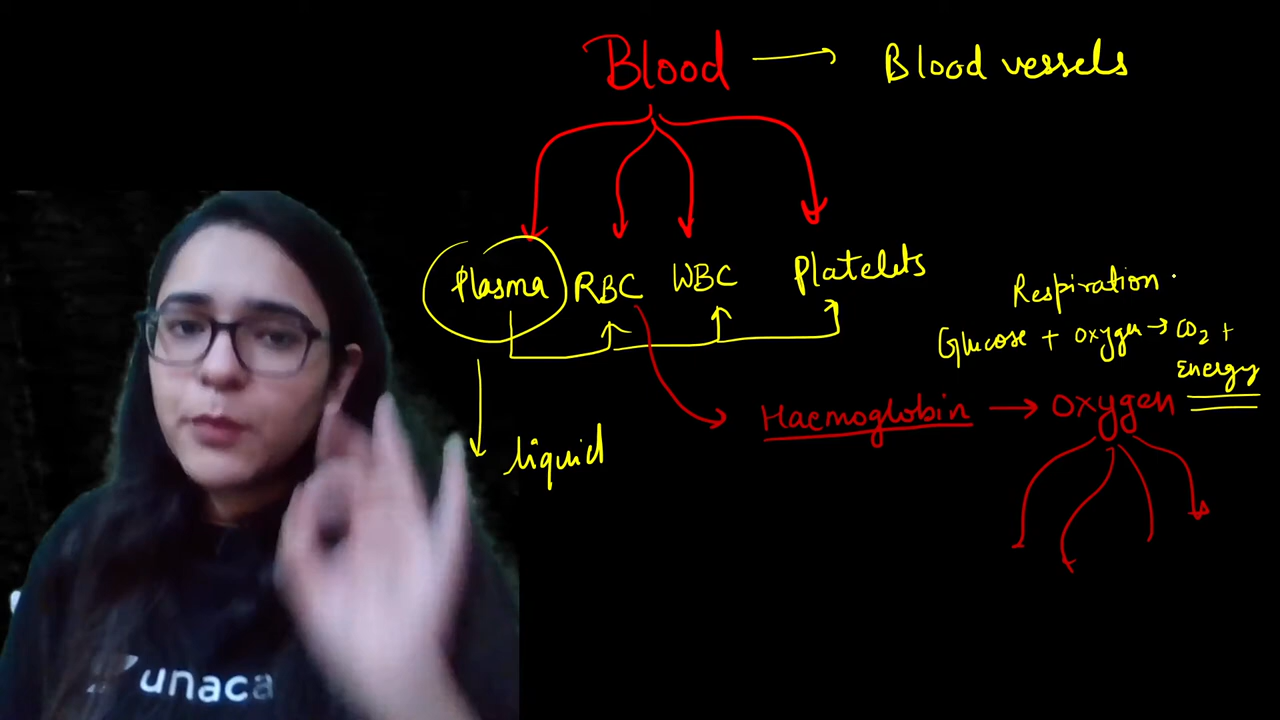 Blood → Blood vessels
Plasma RBC WBC Platelets
Respiration.
Glucose + oxygen → CO2 +
Energy
Haemoglobin → oxygen
liquid
unaca